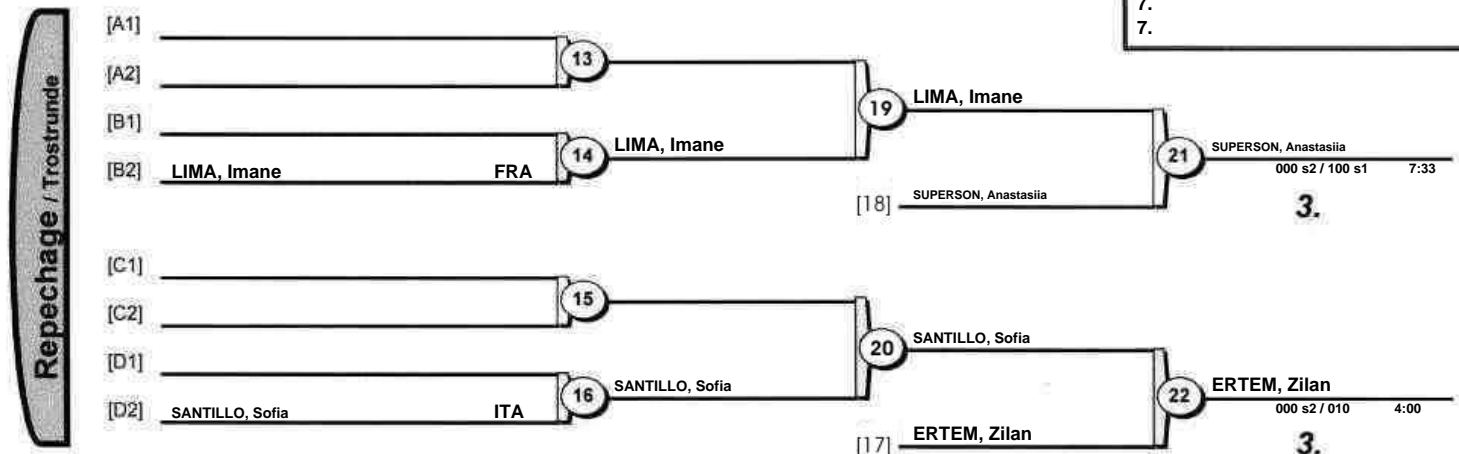 7.
7.
Repechage / Trostrunde
[A1]
13
[A2]
19
LIMA, Imane
[B1]
14
LIMA, Imane
[B2]
LIMA, Imane
FRA
21
SUPERSON, Anastasiia
000 s2 / 100 s1
7:33
[18]
SUPERSON, Anastasiia
3.
[C1]
15
[C2]
20
SANTILLO, Sofia
[D1]
16
SANTILLO, Sofia
[D2]
SANTILLO, Sofia
ITA
22
ERTEM, Zilan
000 s2 / 010
4:00
[17]
ERTEM, Zilan
3.